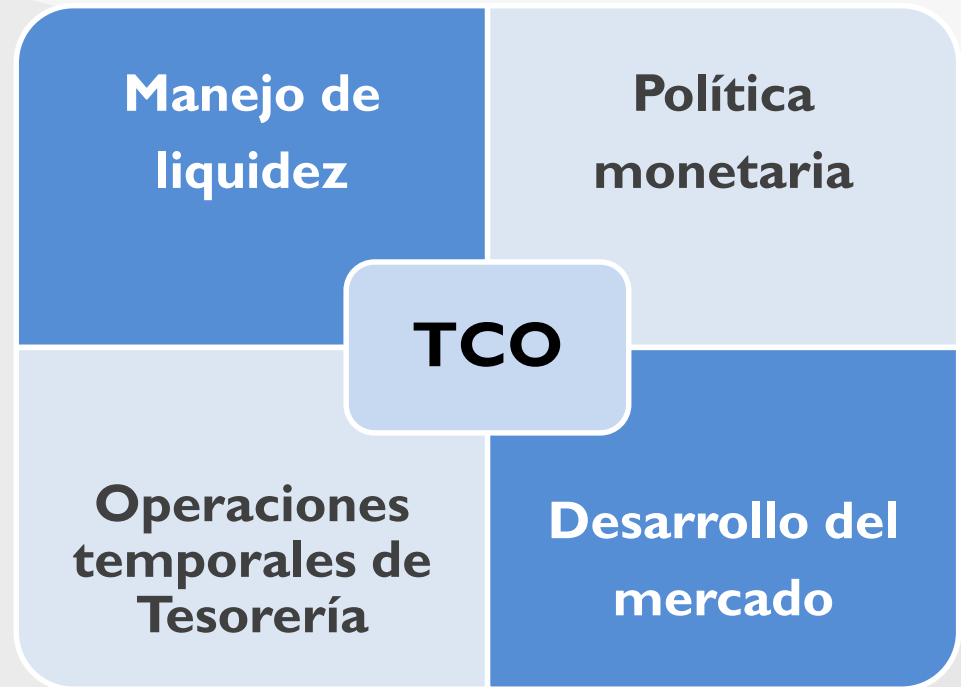 Manejo de
liquidez
Política
monetaria
TCO
Operaciones
temporales de
Tesorería
Desarrollo del
mercado